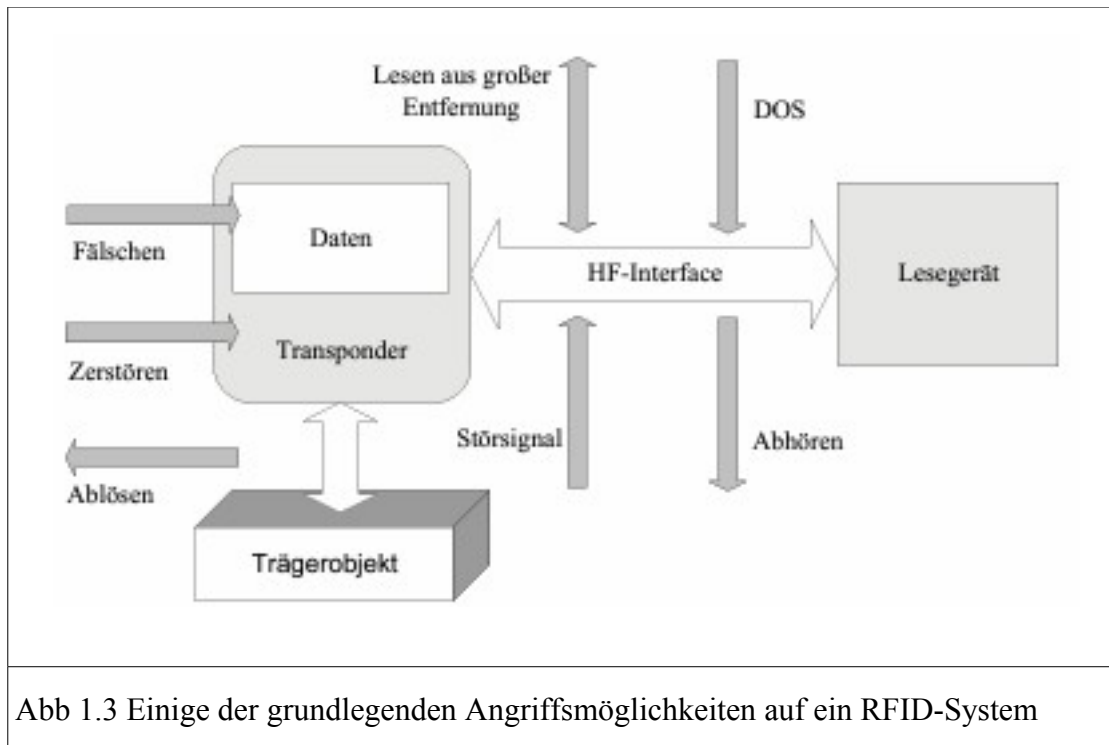 Lesen aus großer
Entfernung
DOS
Fälschen
Daten
HF-Interface
Lesegerät
Zerstören
Transponder
Störsignal
Abhören
Ablösen
Trägerobjekt
Abb 1.3 Einige der grundlegenden Angriffsmöglichkeiten auf ein RFID-System